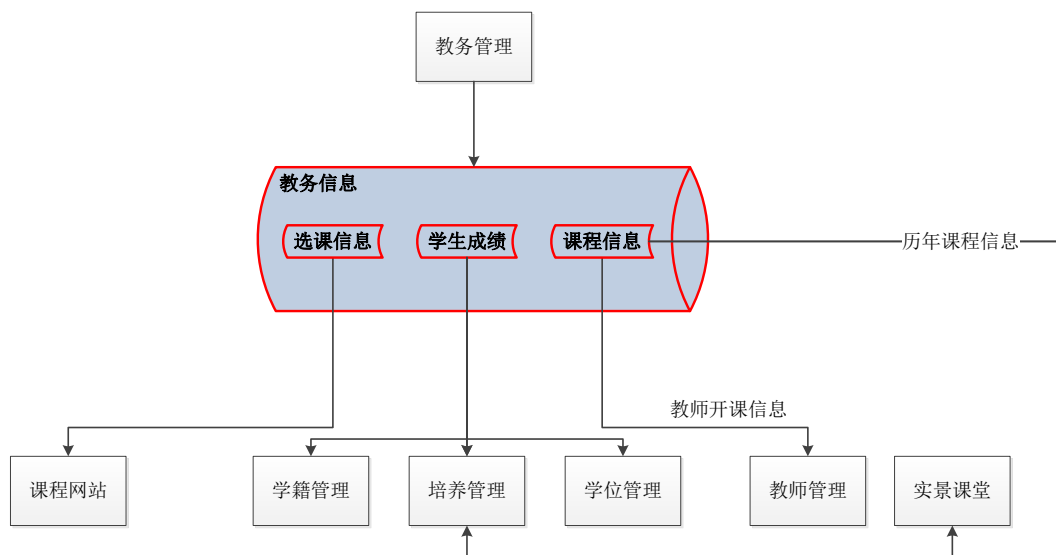 教务管理
教务信息
选课信息
学生成绩
课程信息
历年课程信息
教师开课信息
课程网站
学籍管理
培养管理
学位管理
教师管理
实景课堂